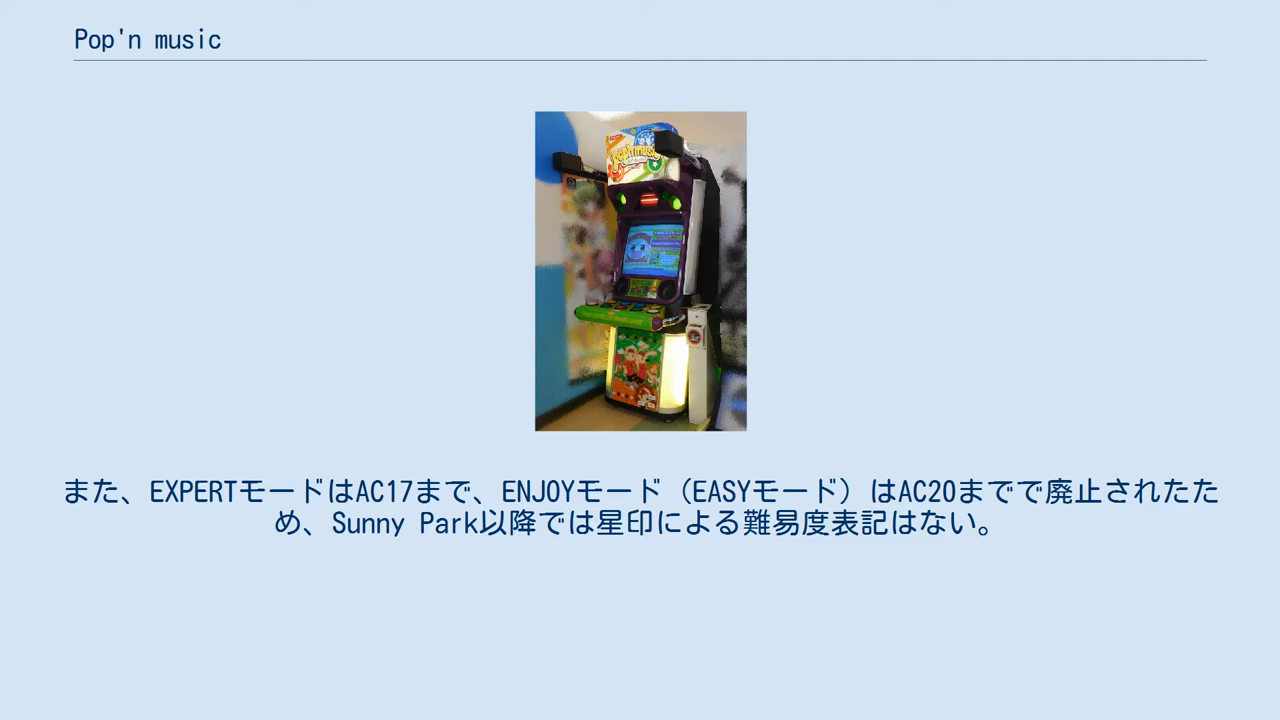 Pop'n music
pop'n music
また、EXPERTモードはAC17まで、ENJOYモード（EASYモード）はAC20までで廃止されたた
め、Sunny Park以降では星印による難易度表記はない。